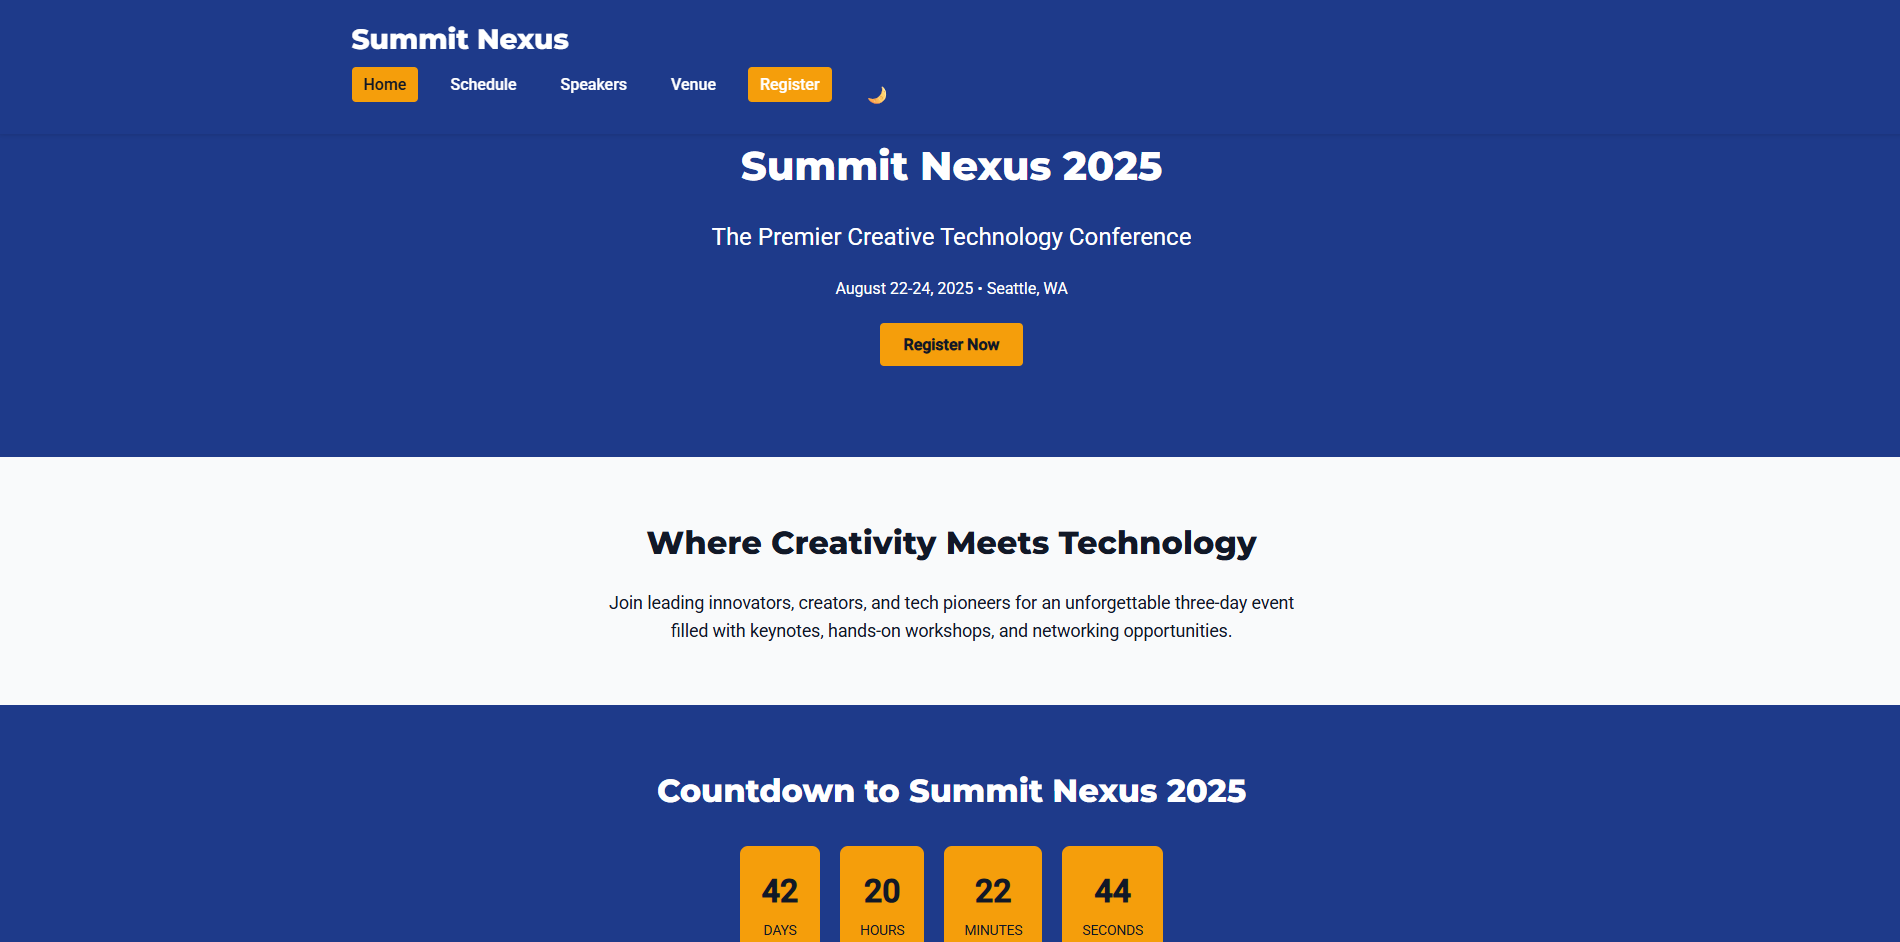 Summit Nexus
Home Schedule Speakers Venue Register
Summit Nexus 2025
The Premier Creative Technology Conference
August 22-24, 2025 • Seattle, WA
Register Now
Where Creativity Meets Technology
Join leading innovators, creators, and tech pioneers for an unforgettable three-day event
filled with keynotes, hands-on workshops, and networking opportunities.
Countdown to Summit Nexus 2025
42 20 22 44
DAYS HOURS MINUTES SECONDS